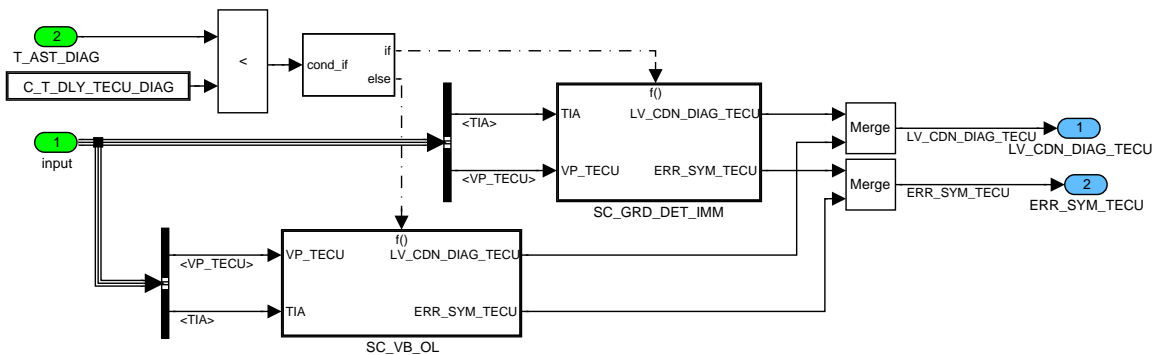 2
T_AST_DIAG
C_T_DLY_TECU_DIAG
<
cond_if
if
else
1
input
<TIA>
<VP_TECU>
f()
TIA
LV_CDN_DIAG_TECU
VP_TECU
ERR_SYM_TECU
SC_GRD_DET_IMM
Merge
LV_CDN_DIAG_TECU
1
LV_CDN_DIAG_TECU
Merge
ERR_SYM_TECU
2
ERR_SYM_TECU
<VP_TECU>
<TIA>
f()
VP_TECU
LV_CDN_DIAG_TECU
TIA
ERR_SYM_TECU
SC_VB_OL